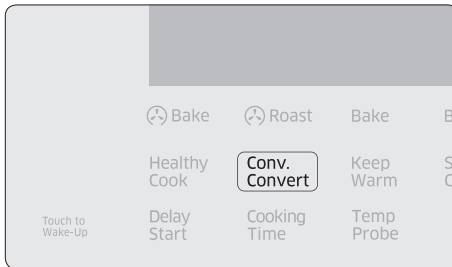 Bake Roast Bake
Healthy Conv. Keep
Cook Convert Warm
Touch to Delay Cooking Temp
Wake-Up Start Time Probe